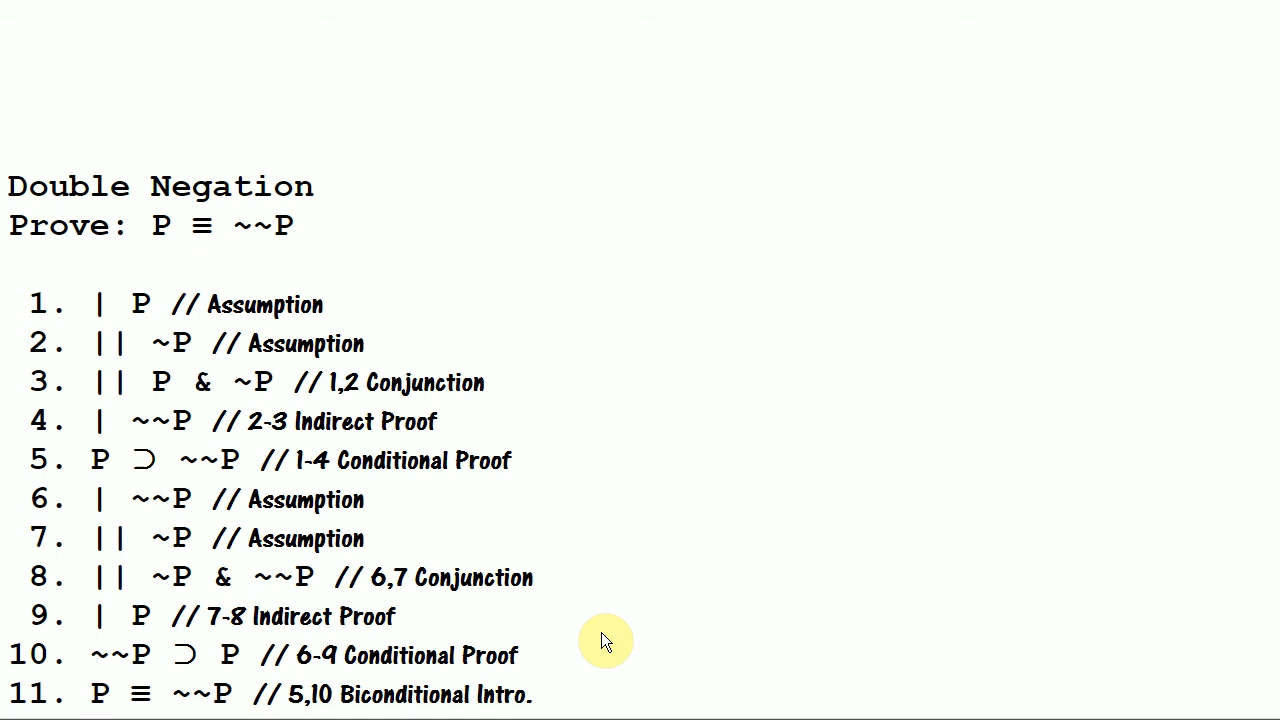 Double Negation
Prove: P ≡ ~~P
1. | P // Assumption
2. || ~P // Assumption
3. || P & ~P // 1,2 Conjunction
4. | ~~P // 2-3 Indirect Proof
5. P ⊃ ~~P // 1-4 Conditional Proof
6. | ~~P // Assumption
7. || ~P // Assumption
8. || ~P & ~~P // 6,7 Conjunction
9. | P // 7-8 Indirect Proof
10. ~~P ⊃ P // 6-9 Conditional Proof
11. P ≡ ~~P // 5,10 Biconditional Intro.